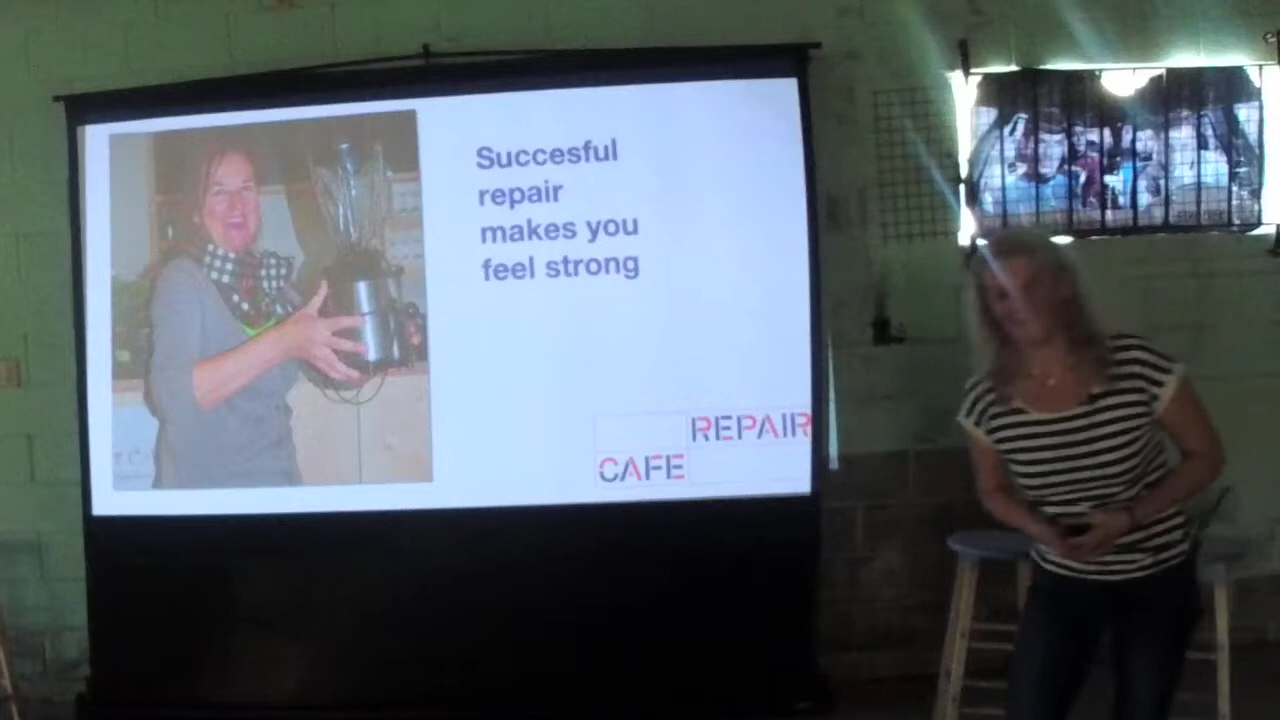 Succesful
repair
makes you
feel strong
REPAIR
CAFE